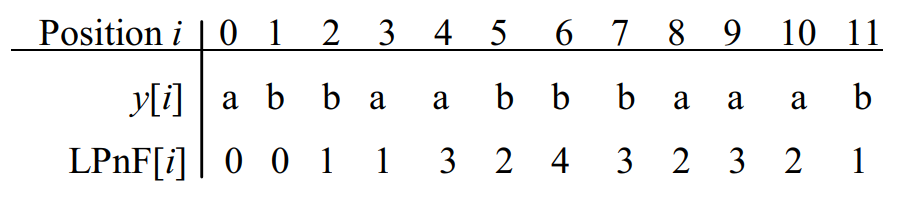 Position i 0 1 2 3 4 5 6 7 8 9 10 11
y[i] a b b a a b b b a a a b
LPnF[i] 0 0 1 1 3 2 4 3 2 3 2 1